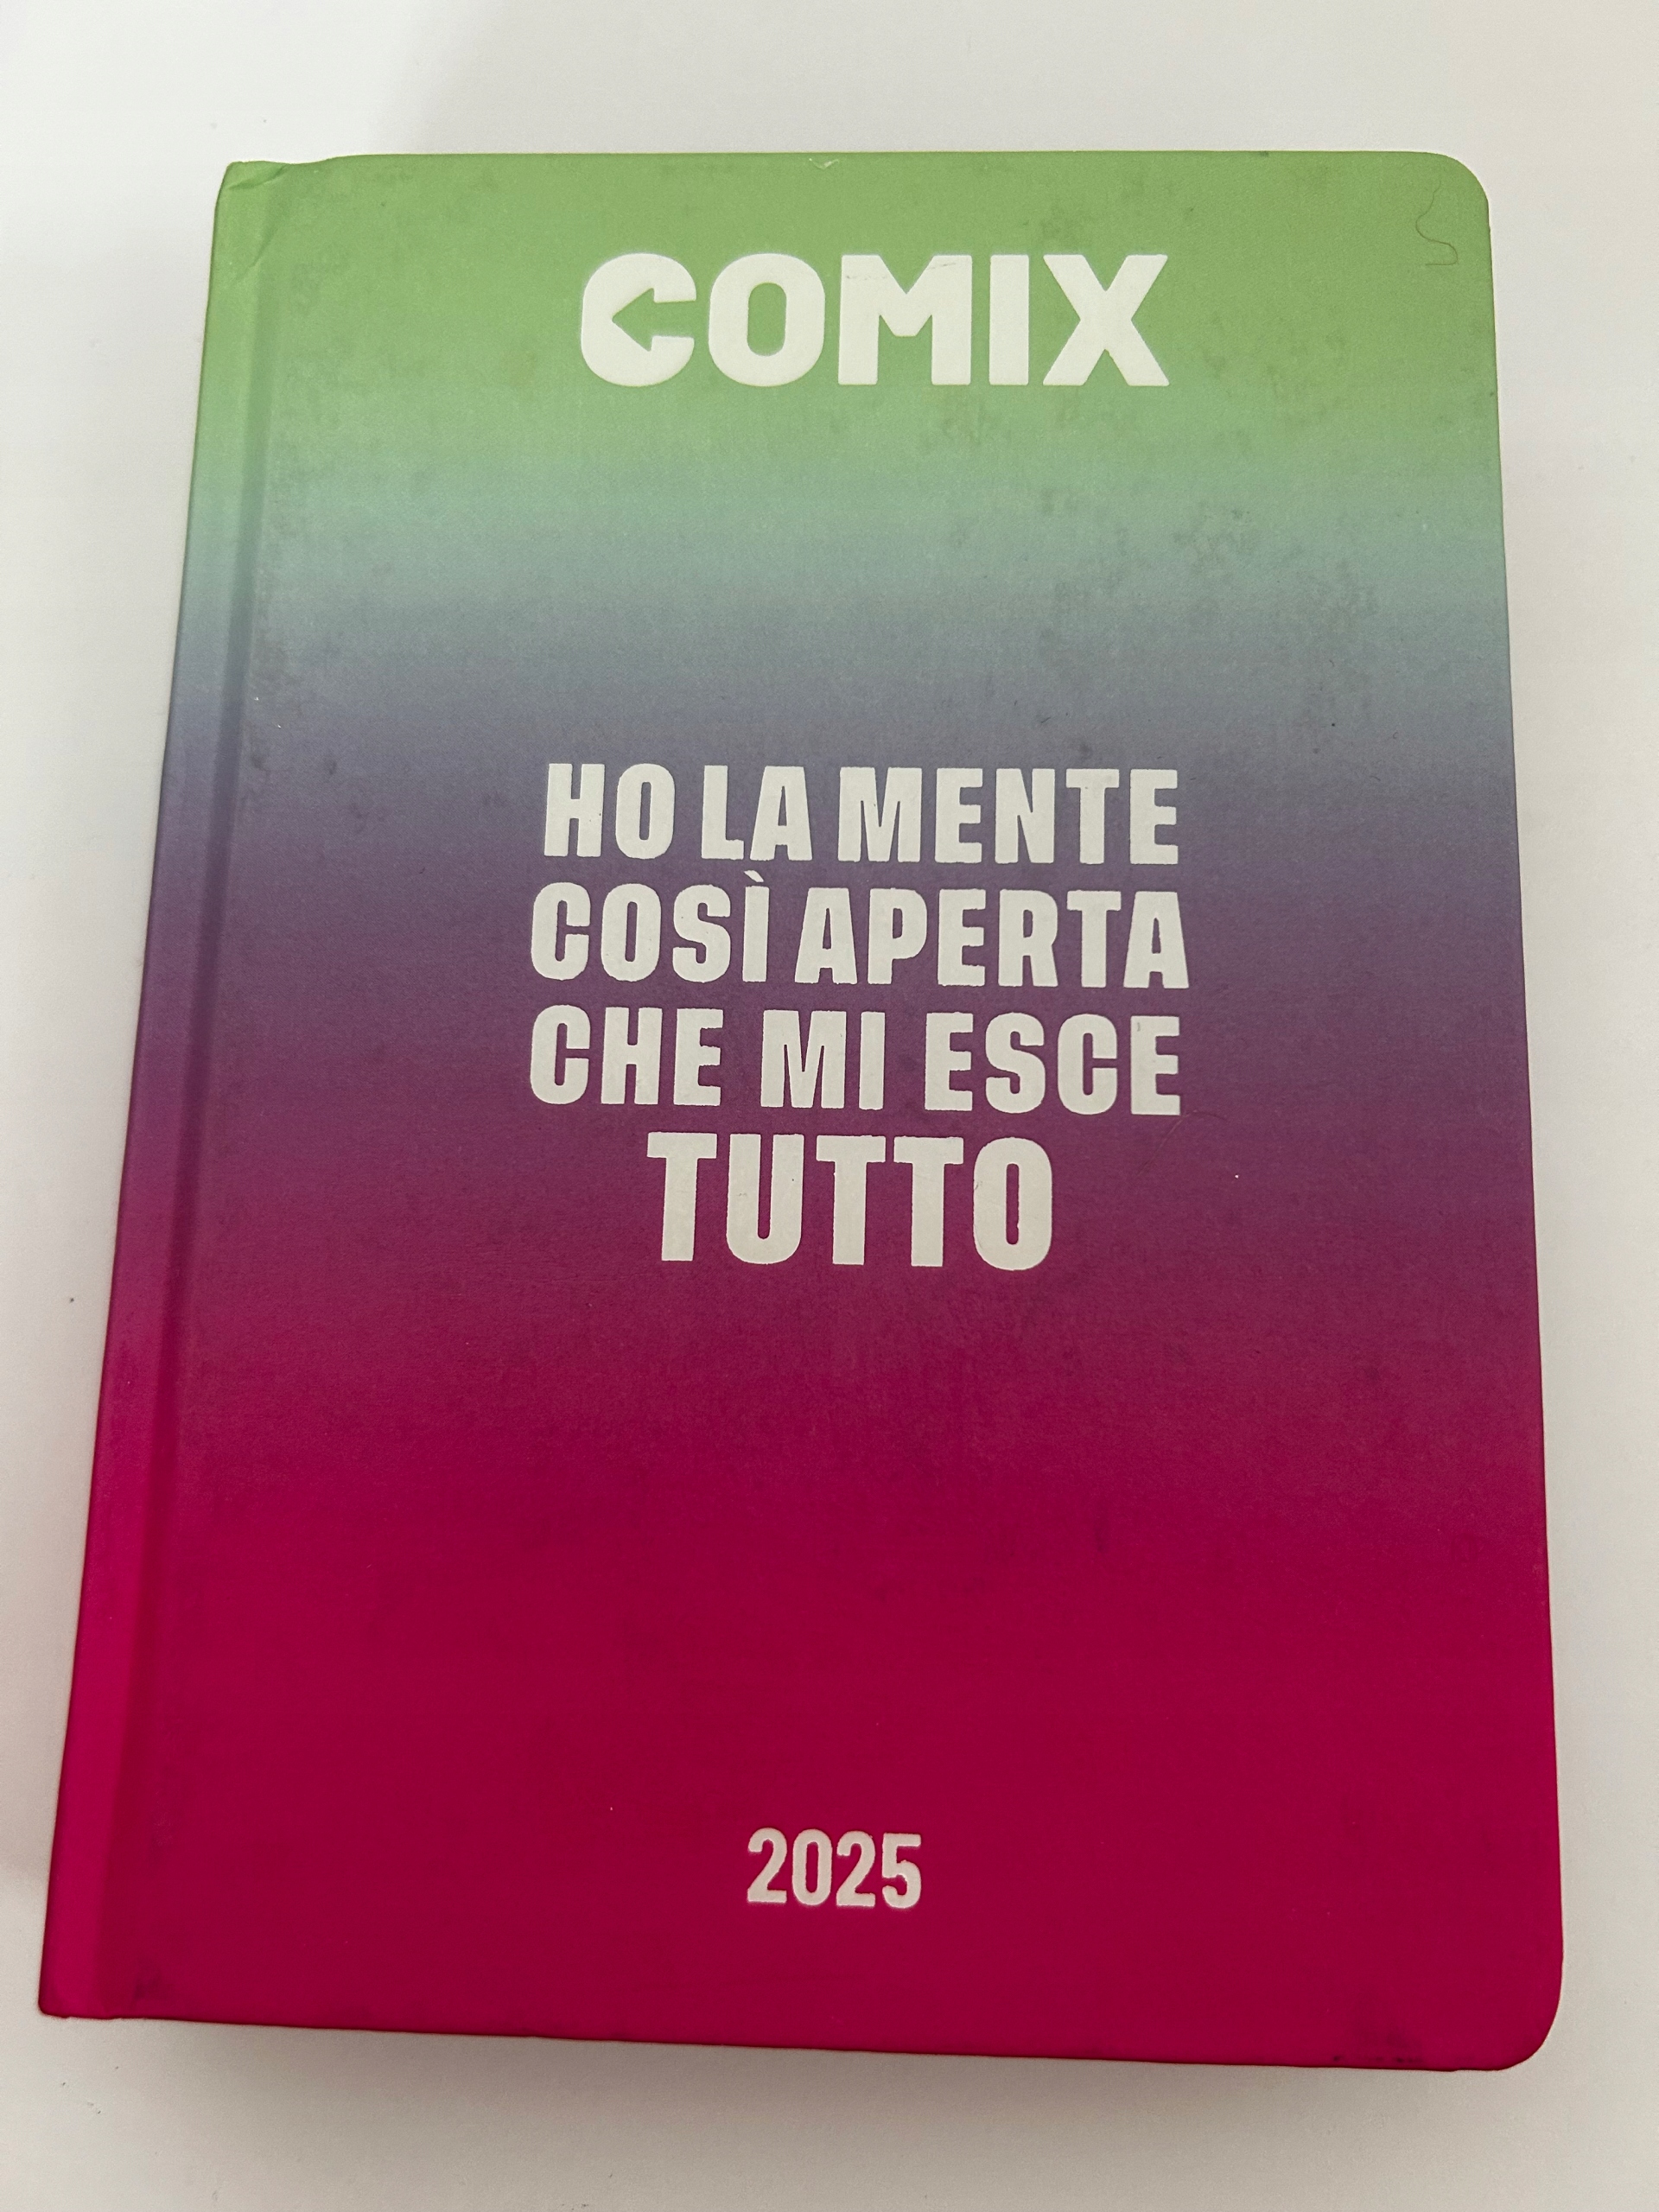 COMIX
HO LA MENTE
COSÌ APERTA
CHE MI ESCE
TUTTO
2025